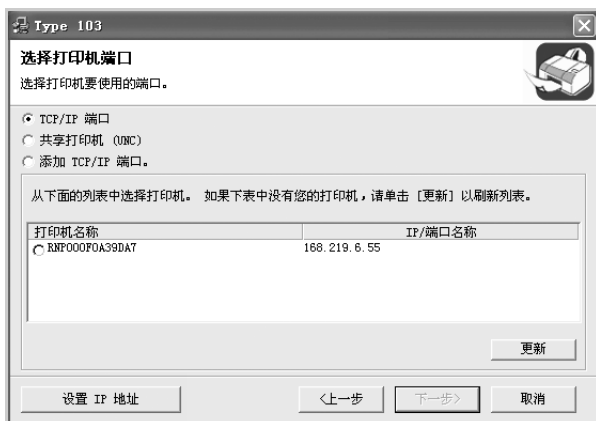 Type 103
选择打印机端口
选择打印机要使用的端口。
TCP/IP 端口
共享打印机 (UNC)
添加 TCP/IP 端口。
从下面的列表中选择打印机。 如果下表中没有您的打印机，请单击 [更新] 以刷新列表。
打印机名称 IP/端口名称
RNP000F0A39DA7 168.219.6.55
更新
设置 IP 地址 <上一步 下一步> 取消